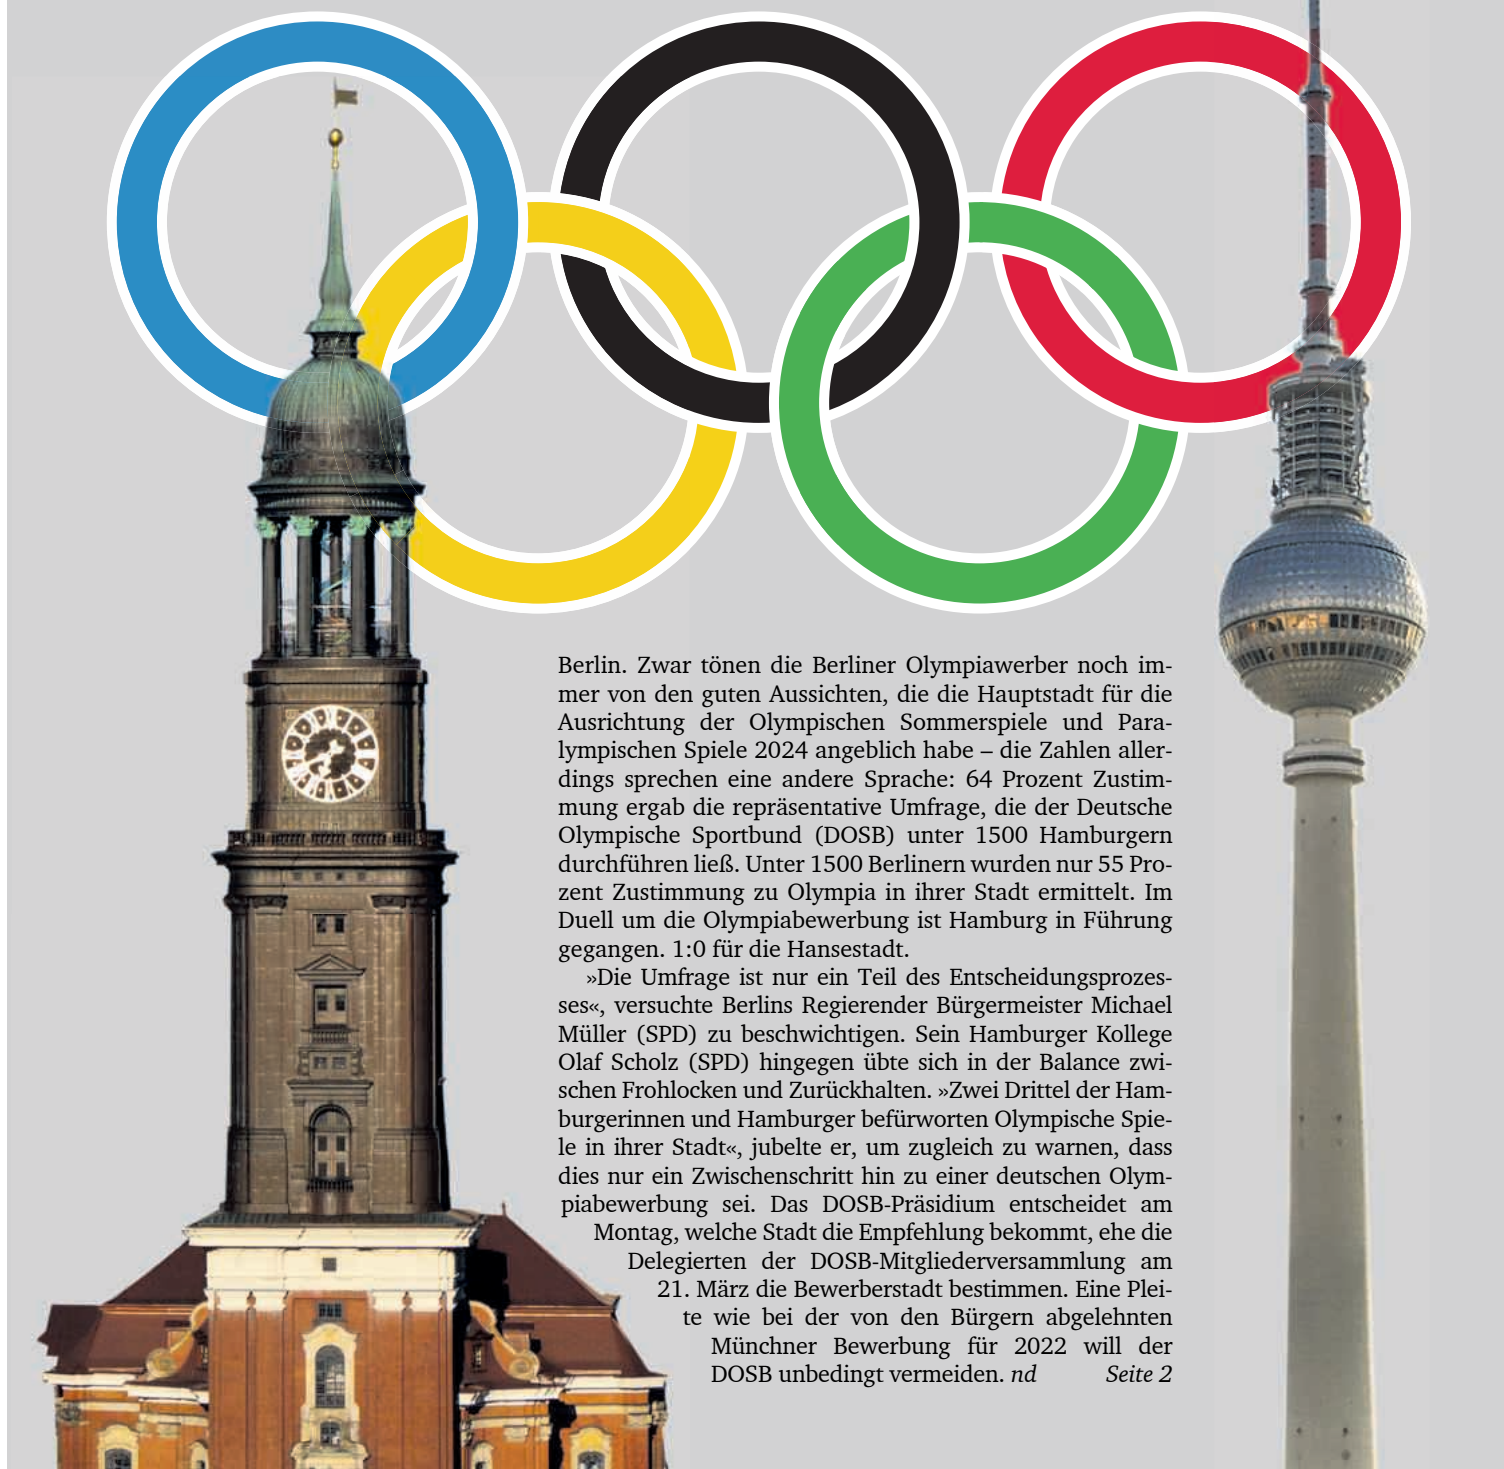 Berlin. Zwar tönen die Berliner Olympiawerber noch im-
mer von den guten Aussichten, die die Hauptstadt für die
Ausrichtung der Olympischen Sommerspiele und Para-
lympischen Spiele 2024 angeblich habe – die Zahlen aller-
dings sprechen eine andere Sprache: 64 Prozent Zustim-
mung ergab die repräsentative Umfrage, die der Deutsche
Olympische Sportbund (DOSB) unter 1500 Hamburgern
durchführen ließ. Unter 1500 Berlinern wurden nur 55 Pro-
zent Zustimmung zu Olympia in ihrer Stadt ermittelt. Im
Duell um die Olympiabewerbung ist Hamburg in Führung
gegangen. 1:0 für die Hansestadt.
»Die Umfrage ist nur ein Teil des Entscheidungsprozes-
ses«, versuchte Berlins Regierender Bürgermeister Michael
Müller (SPD) zu beschwichtigen. Sein Hamburger Kollege
Olaf Scholz (SPD) hingegen übte sich in der Balance zwi-
schen Frohlocken und Zurückhalten. »Zwei Drittel der Ham-
burgerinnen und Hamburger befürworten Olympische Spie-
le in ihrer Stadt«, jubelte er, um zugleich zu warnen, dass
dies nur ein Zwischenschritt hin zu einer deutschen Olym-
piabewerbung sei. Das DOSB-Präsidium entscheidet am
Montag, welche Stadt die Empfehlung bekommt, ehe die
Delegierten der DOSB-Mitgliederversammlung am
21. März die Bewerberstadt bestimmen. Eine Plei-
te wie bei der von den Bürgern abgelehnten
Münchner Bewerbung für 2022 will der
DOSB unbedingt vermeiden. nd Seite 2